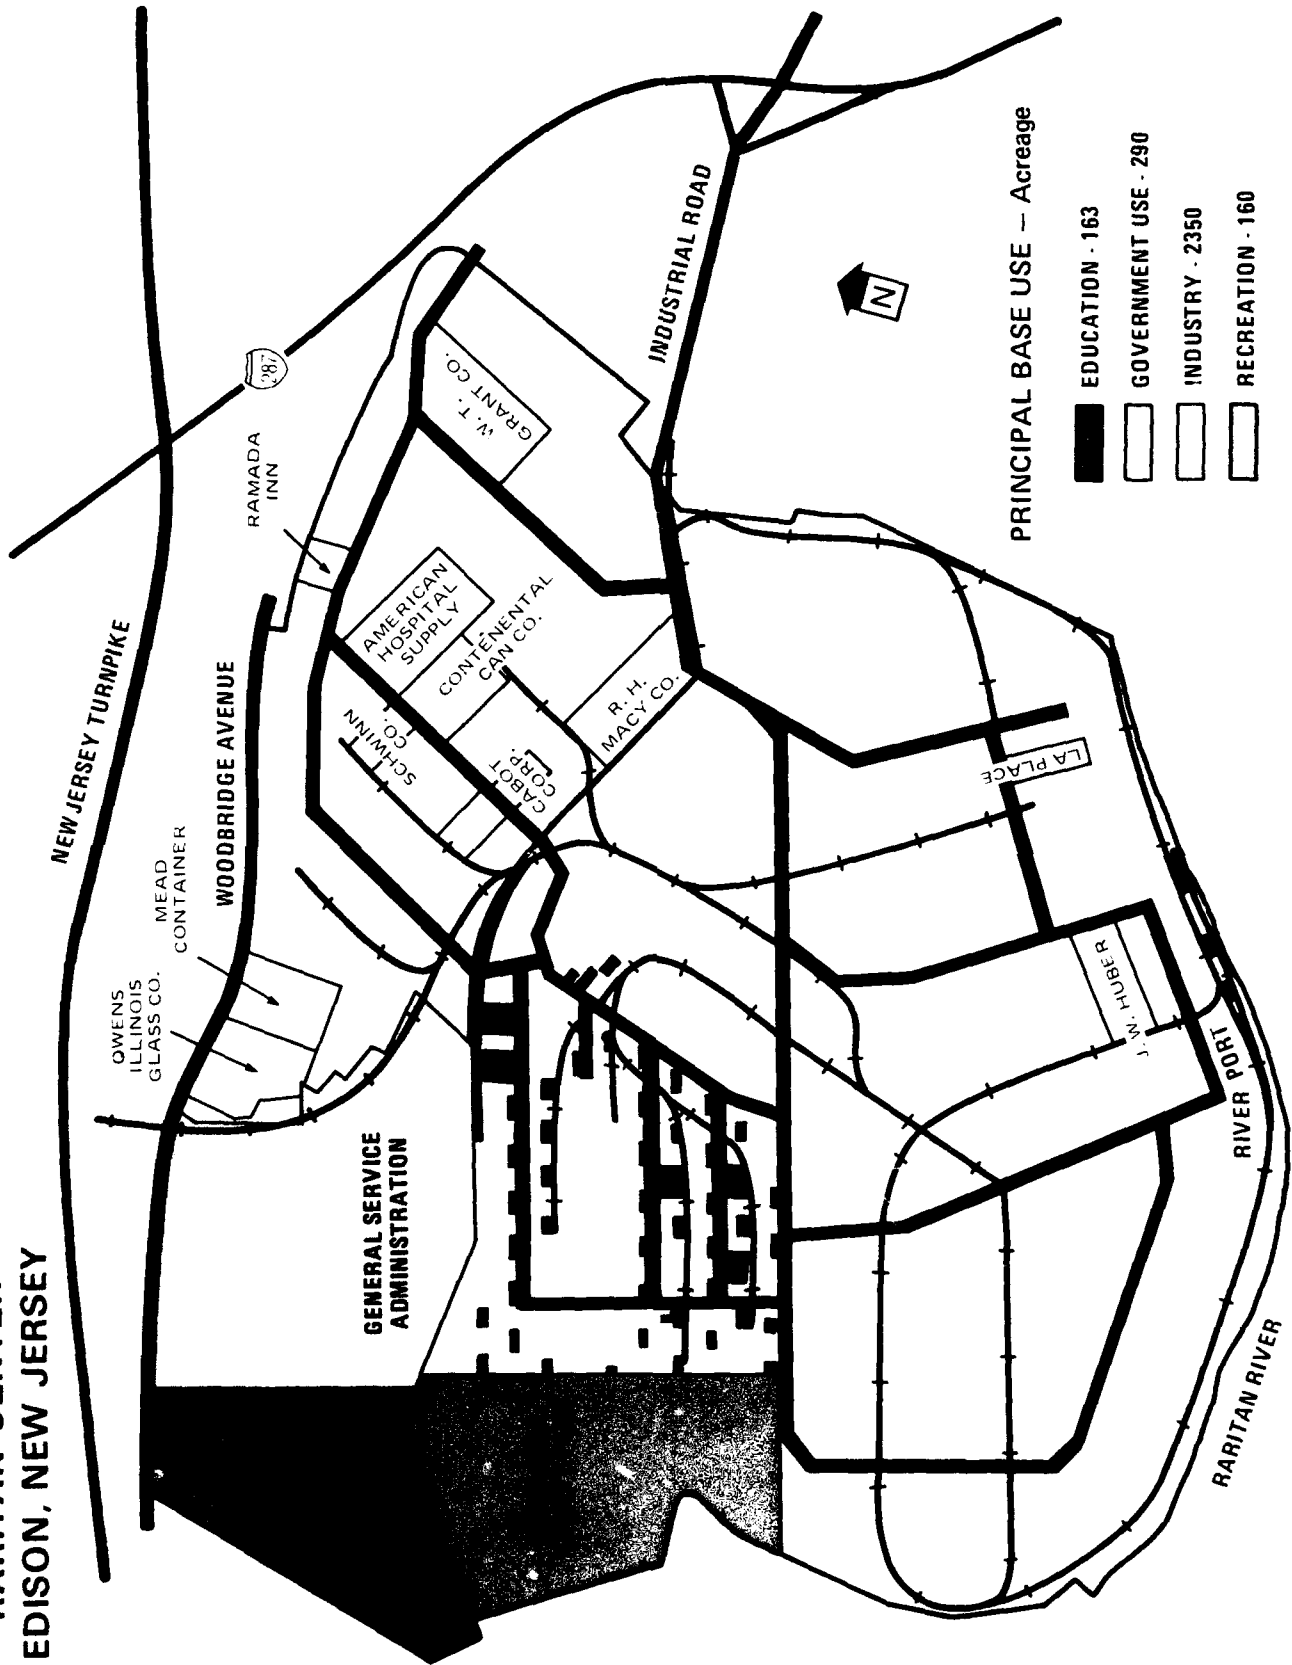 EDISON, NEW JERSEY
NEW JERSEY TURNPIKE
287
RAMADA
INN
WOODBRIDGE AVENUE
MEAD
CONTAINER
OWENS
ILLINOIS
GLASS CO.
W. T.
GRANT CO.
INDUSTRIAL ROAD
AMERICAN
HOSPITAL
SUPPLY
CONTENENTAL
CAN CO.
SCHWINN
CO.
CABOT
CORP.
R. H.
MACY CO.
GENERAL SERVICE
ADMINISTRATION
LA PLACE
J. W. HUBER
RIVER PORT
RARITAN RIVER
N
PRINCIPAL BASE USE – Acreage
EDUCATION - 163
GOVERNMENT USE - 290
INDUSTRY - 2350
RECREATION - 160